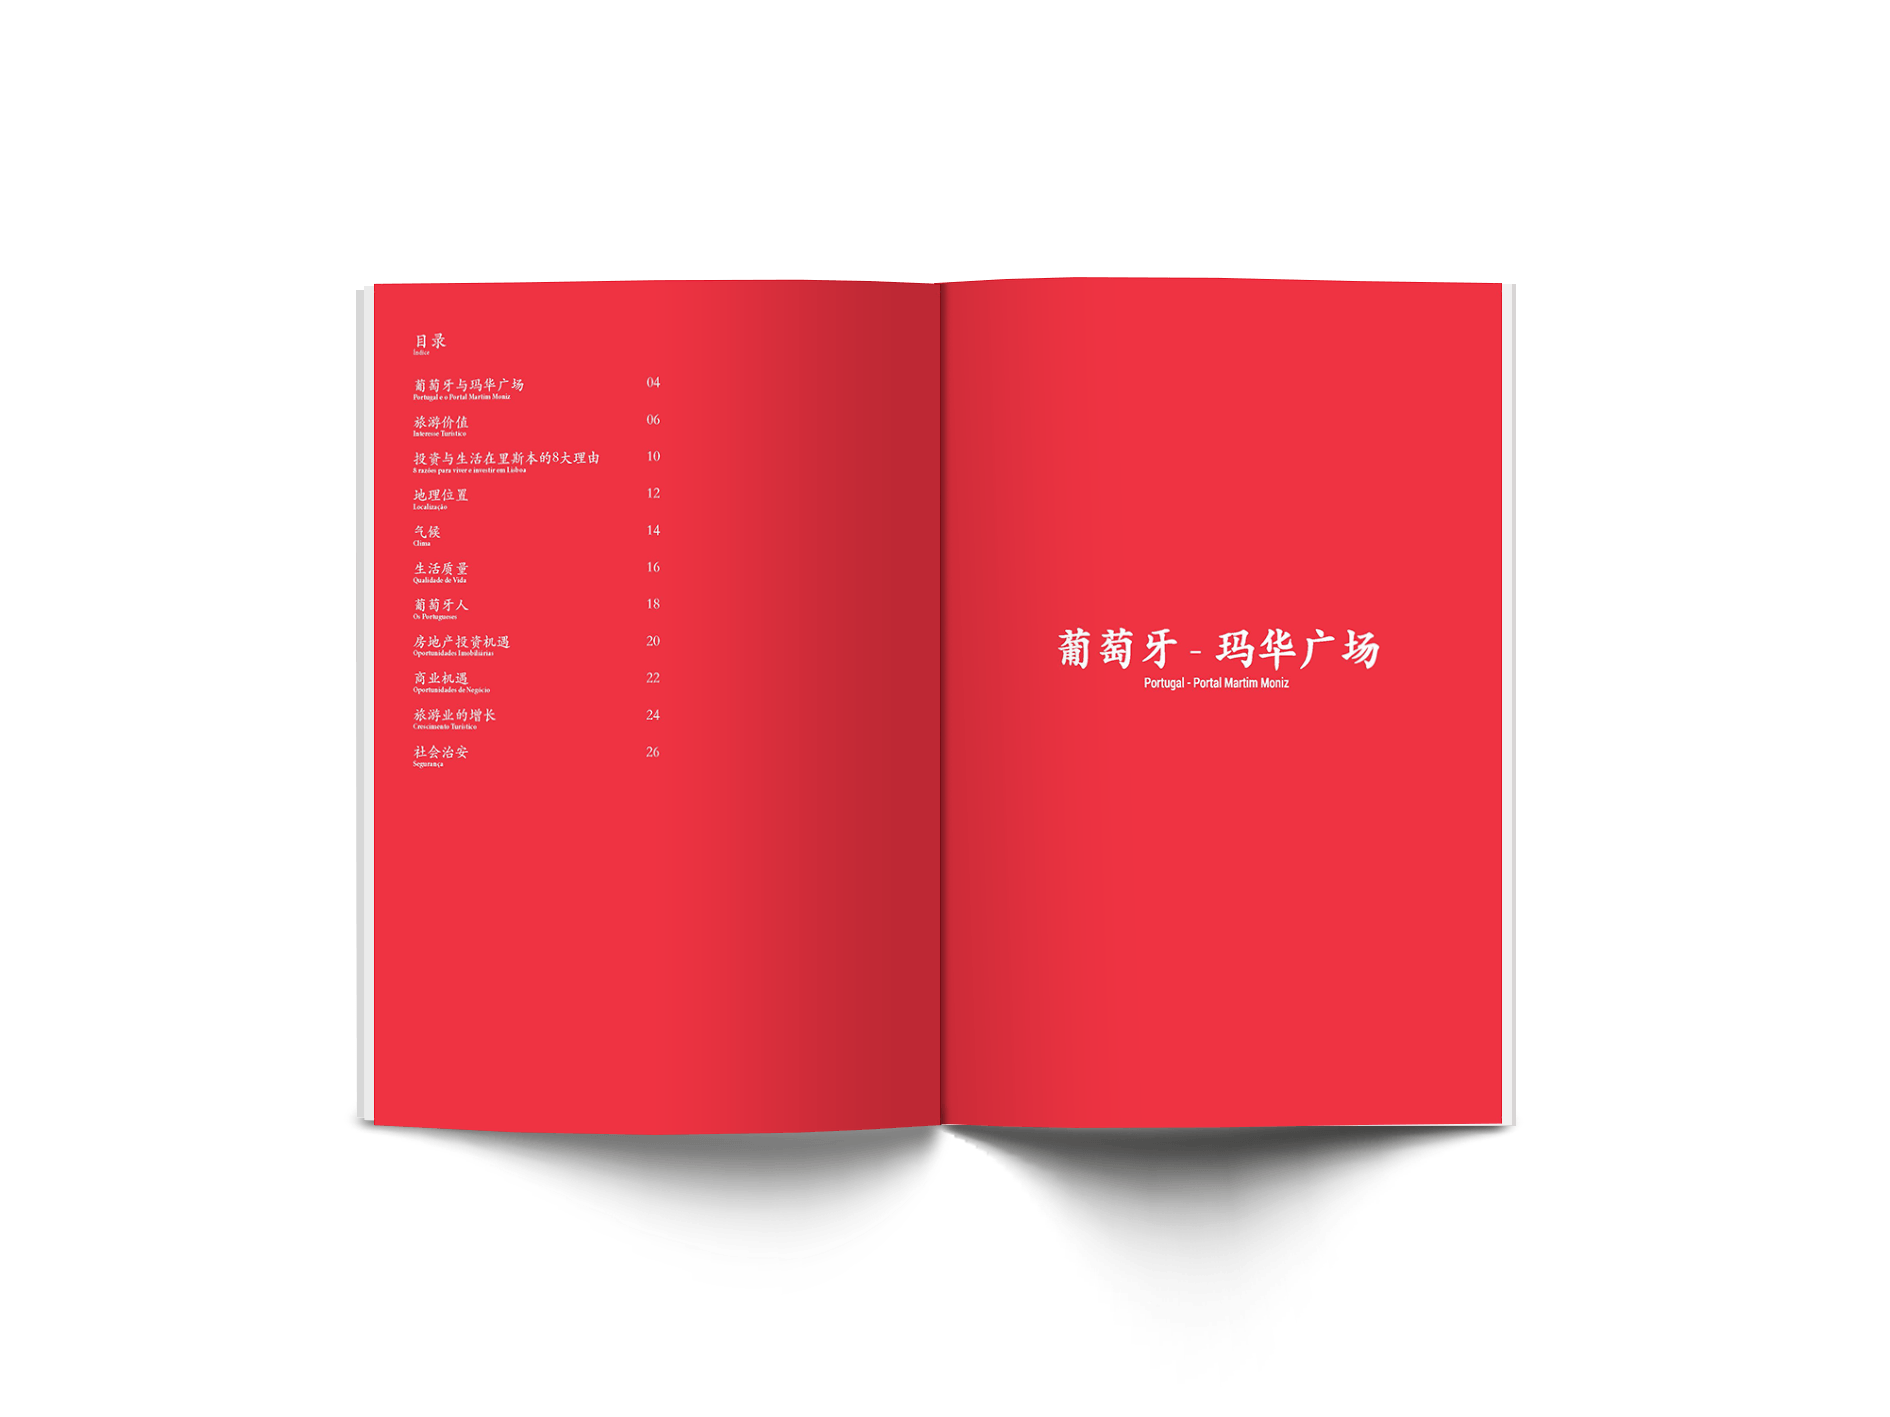 目录
Índice
葡萄牙与玛华广场 04
Portugal e o Portal Martim Moniz
旅游价值 06
Interesse Turístico
投资与生活在里斯本的8大理由 10
8 razões para viver e investir em Lisboa
地理位置 12
Localização
气候 14
Clima
生活质量 16
Qualidade de Vida
葡萄牙人 18
Os Portugueses
房地产投资机遇 20
Oportunidades Imobiliárias
商业机遇 22
Oportunidades de Negócio
旅游业的增长 24
Crescimento Turístico
社会治安 26
Segurança
葡萄牙 - 玛华广场
Portugal - Portal Martim Moniz